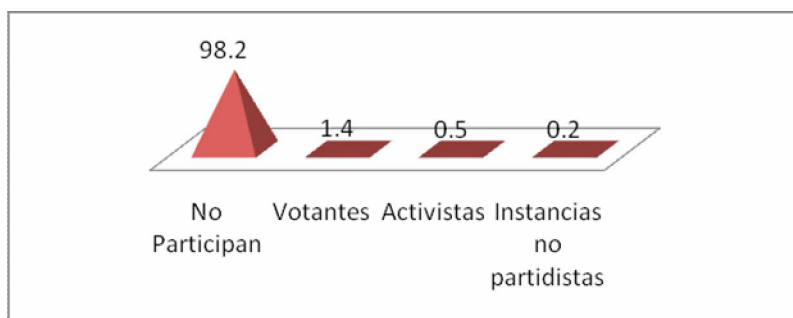 98.2
1.4 0.5 0.2
No Votantes Activistas Instancias
Participan no
partidistas